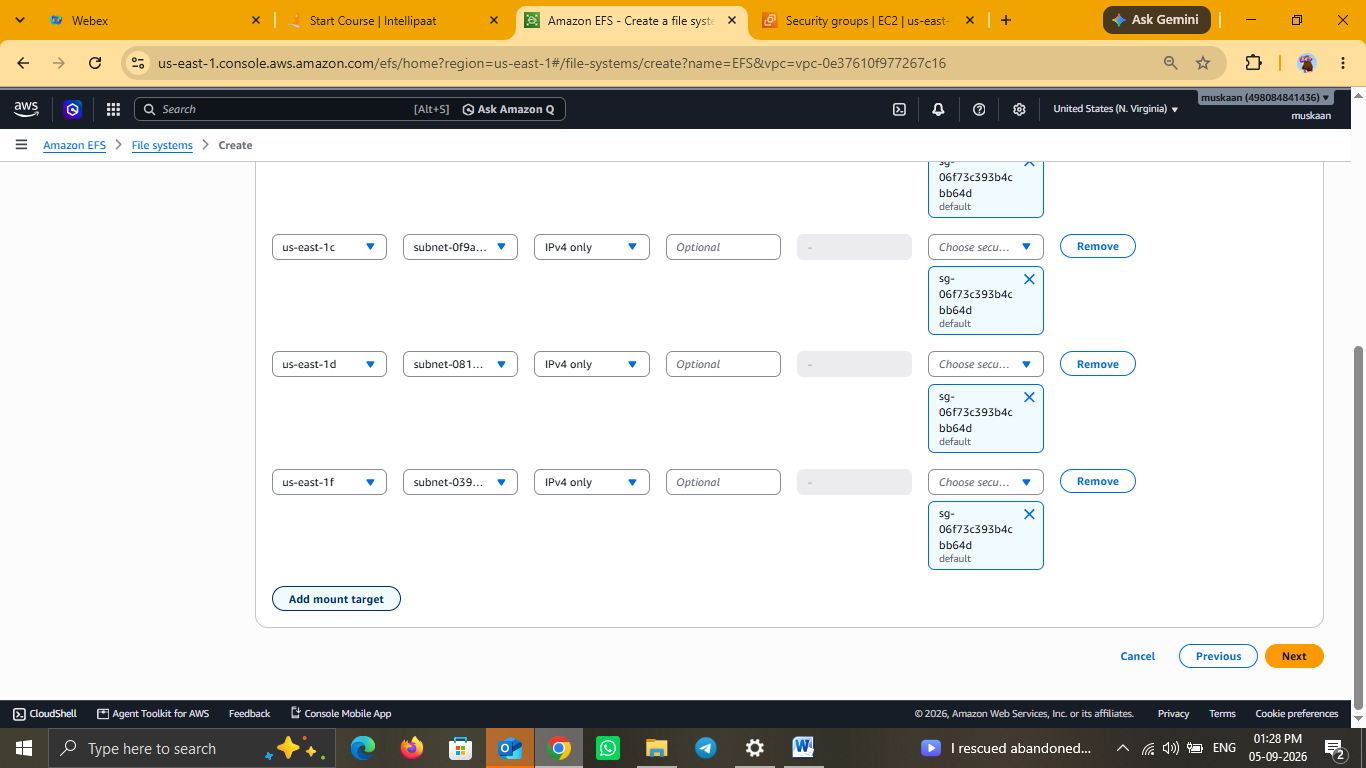 Webex
Start Course | Intellipaat
Amazon EFS - Create a file syste
Security groups | EC2 | us-east-
Ask Gemini
us-east-1.console.aws.amazon.com/efs/home?region=us-east-1#/file-systems/create?name=EFS&vpc=vpc-0e37610f977267c16
aws
Search
[Alt+S]
Ask Amazon Q
United States (N. Virginia)
muskaan (498084841436)
muskaan
Amazon EFS
File systems
Create
sg-
06f73c393b4c
bb64d
default
us-east-1c
subnet-0f9a...
IPv4 only
Optional
-
Choose secu...
Remove
sg-
06f73c393b4c
bb64d
default
us-east-1d
subnet-081...
IPv4 only
Optional
-
Choose secu...
Remove
sg-
06f73c393b4c
bb64d
default
us-east-1f
subnet-039...
IPv4 only
Optional
-
Choose secu...
Remove
sg-
06f73c393b4c
bb64d
default
Add mount target
Cancel
Previous
Next
CloudShell
Agent Toolkit for AWS
Feedback
Console Mobile App
© 2026, Amazon Web Services, Inc. or its affiliates.
Privacy
Terms
Cookie preferences
Type here to search
I rescued abandoned...
ENG
01:28 PM
05-09-2026
2